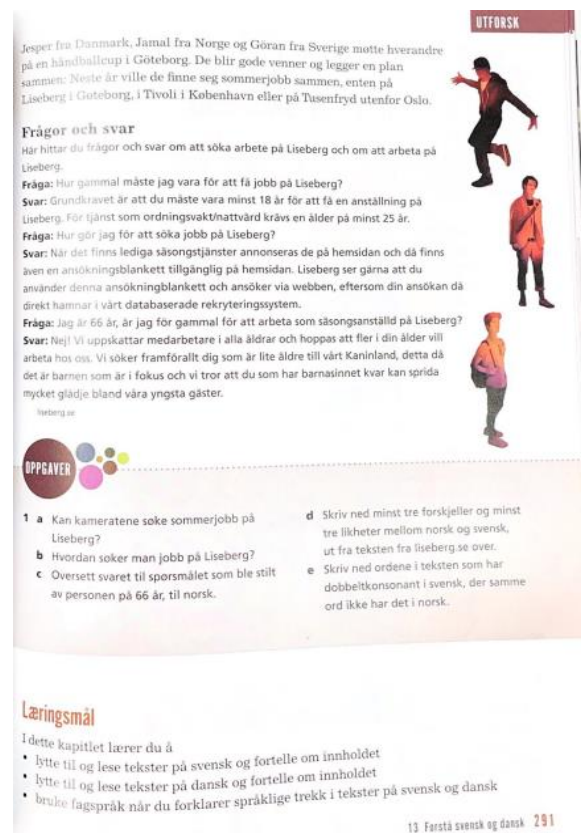 UTFORSK
Jesper fra Danmark, Jamal fra Norge og Göran fra Sverige møtte hverandre
på en håndballcup i Göteborg. De blir gode venner og legger en plan
sammen: Neste år ville de finne seg sommerjobb sammen, enten på
Liseberg i Göteborg, i Tivoli i København eller på Tusenfryd utenfor Oslo.
Frågor och svar
Här hittar du frågor och svar om att söka arbete på Liseberg och om att arbeta på
Liseberg.
Fråga: Hur gammal måste jag vara för att få jobb på Liseberg?
Svar: Grundkravet är att du måste vara minst 18 år för att få en anställning på
Liseberg. För tjänst som ordningsvakt/nattvärd krävs en ålder på minst 25 år.
Fråga: Hur gör jag för att söka jobb på Liseberg?
Svar: När det finns lediga säsongstjänster annonseras de på hemsidan och då finns
även en ansökningsblankett tillgänglig på hemsidan. Liseberg ser gärna att du
använder denna ansökningblankett och ansöker via webben, eftersom din ansökan då
direkt hamnar i vårt databaserade rekryteringssystem.
Fråga: Jag är 66 år, är jag för gammal för att arbeta som säsongsanställd på Liseberg?
Svar: Nej! Vi uppskattar medarbetare i alla åldrar och hoppas att fler i din ålder vill
arbeta hos oss. Vi söker framförallt dig som är lite äldre till vårt Kaninland, detta då
det är barnen som är i fokus och vi tror att du som har barnasinnet kvar kan sprida
mycket glädje bland våra yngsta gäster.
liseberg.se
OPPGAVER
1 a Kan kameratene søke sommerjobb på
Liseberg?
b Hvordan søker man jobb på Liseberg?
c Oversett svaret til spørsmålet som ble stilt
av personen på 66 år, til norsk.
d Skriv ned minst tre forskjeller og minst
tre likheter mellom norsk og svensk,
ut fra teksten fra liseberg.se over.
e Skriv ned ordene i teksten som har
dobbeltkonsonant i svensk, der samme
ord ikke har det i norsk.
Læringsmål
I dette kapitlet lærer du å
• lytte til og lese tekster på svensk og fortelle om innholdet
• lytte til og lese tekster på dansk og fortelle om innholdet
• bruke fagspråk når du forklarer språklige trekk i tekster på svensk og dansk
13 Forstå svensk og dansk 291